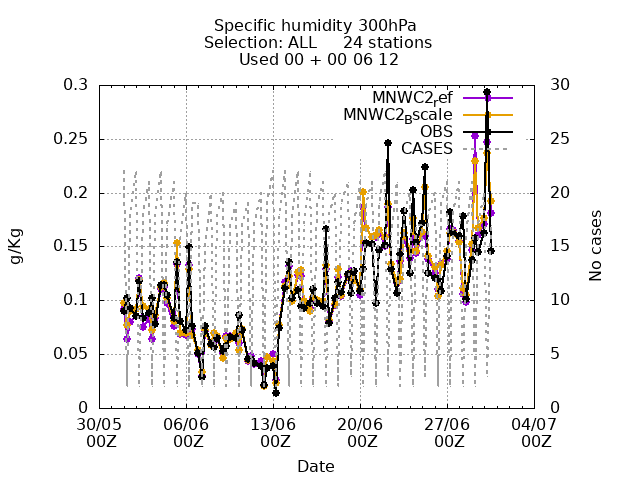 Specific humidity 300hPa
Selection: ALL 24 stations
Used 00 + 00 06 12
MNWC2ref
MNWC2Bscale
OBS
CASES
0.3
0.25
0.2
0.15
0.1
0.05
0
30
25
20
15
10
5
0
g/Kg
No cases
30/05 06/06 13/06 20/06 27/06 04/07
00Z 00Z 00Z 00Z 00Z 00Z
Date